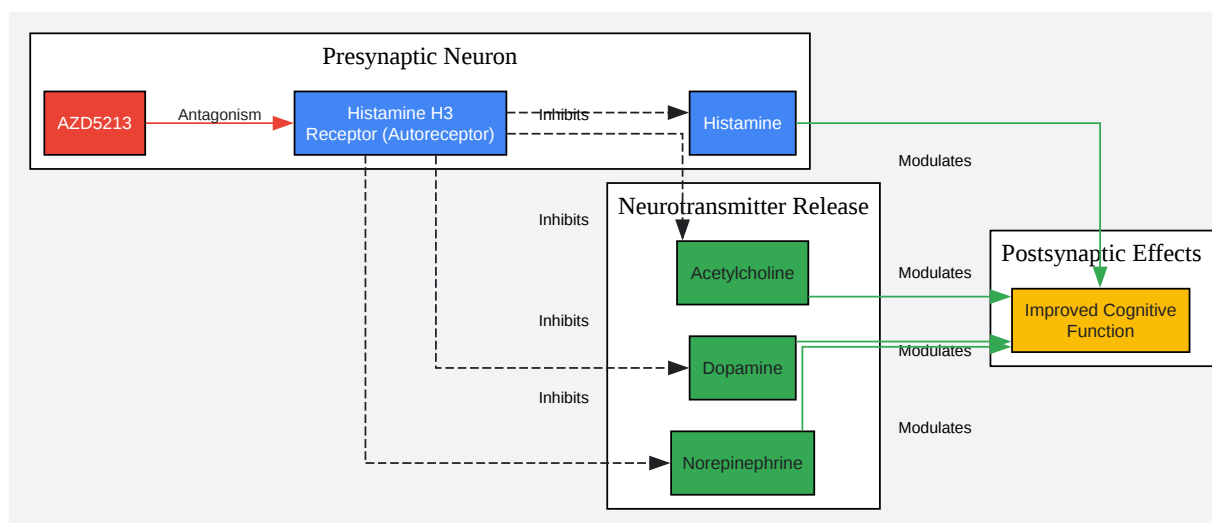 Presynaptic Neuron
AZD5213
Antagonism
Histamine H3
Receptor (Autoreceptor)
Inhibits
Histamine
Modulates
Neurotransmitter Release
Inhibits
Acetylcholine
Modulates
Postsynaptic Effects
Improved Cognitive
Function
Inhibits
Dopamine
Modulates
Inhibits
Norepinephrine
Modulates